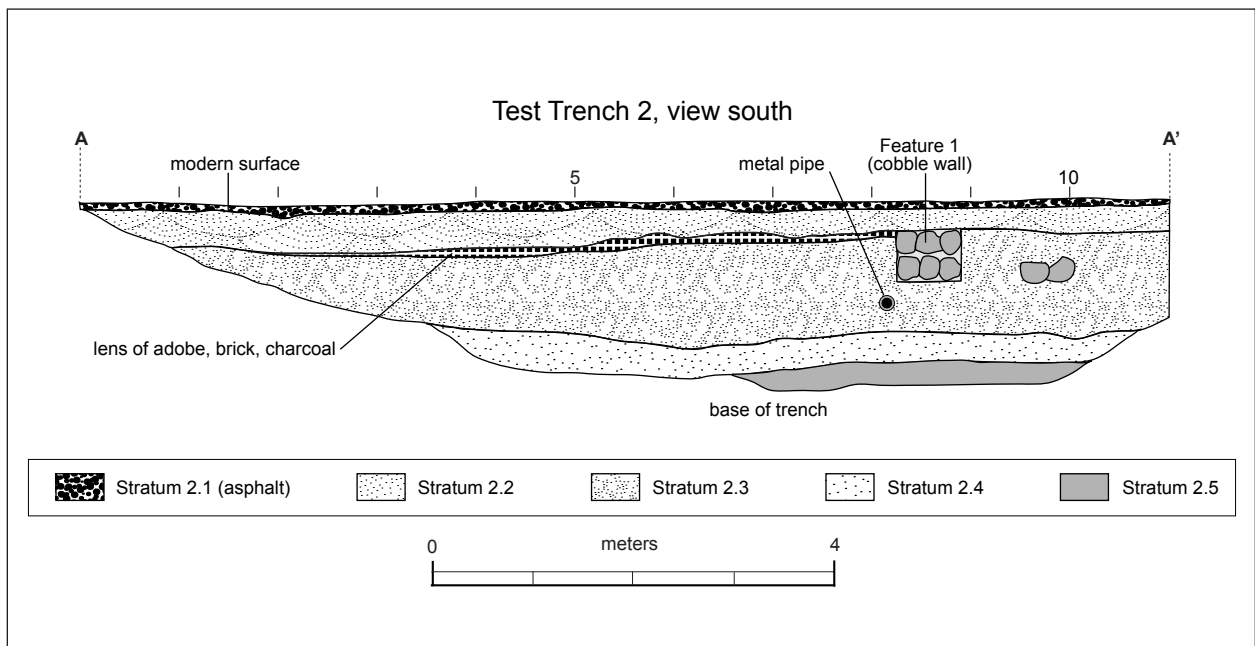 Test Trench 2, view south
A
A'
modern surface
5
metal pipe
Feature 1
(cobble wall)
10
lens of adobe, brick, charcoal
base of trench
Stratum 2.1 (asphalt)
Stratum 2.2
Stratum 2.3
Stratum 2.4
Stratum 2.5
0
meters
4